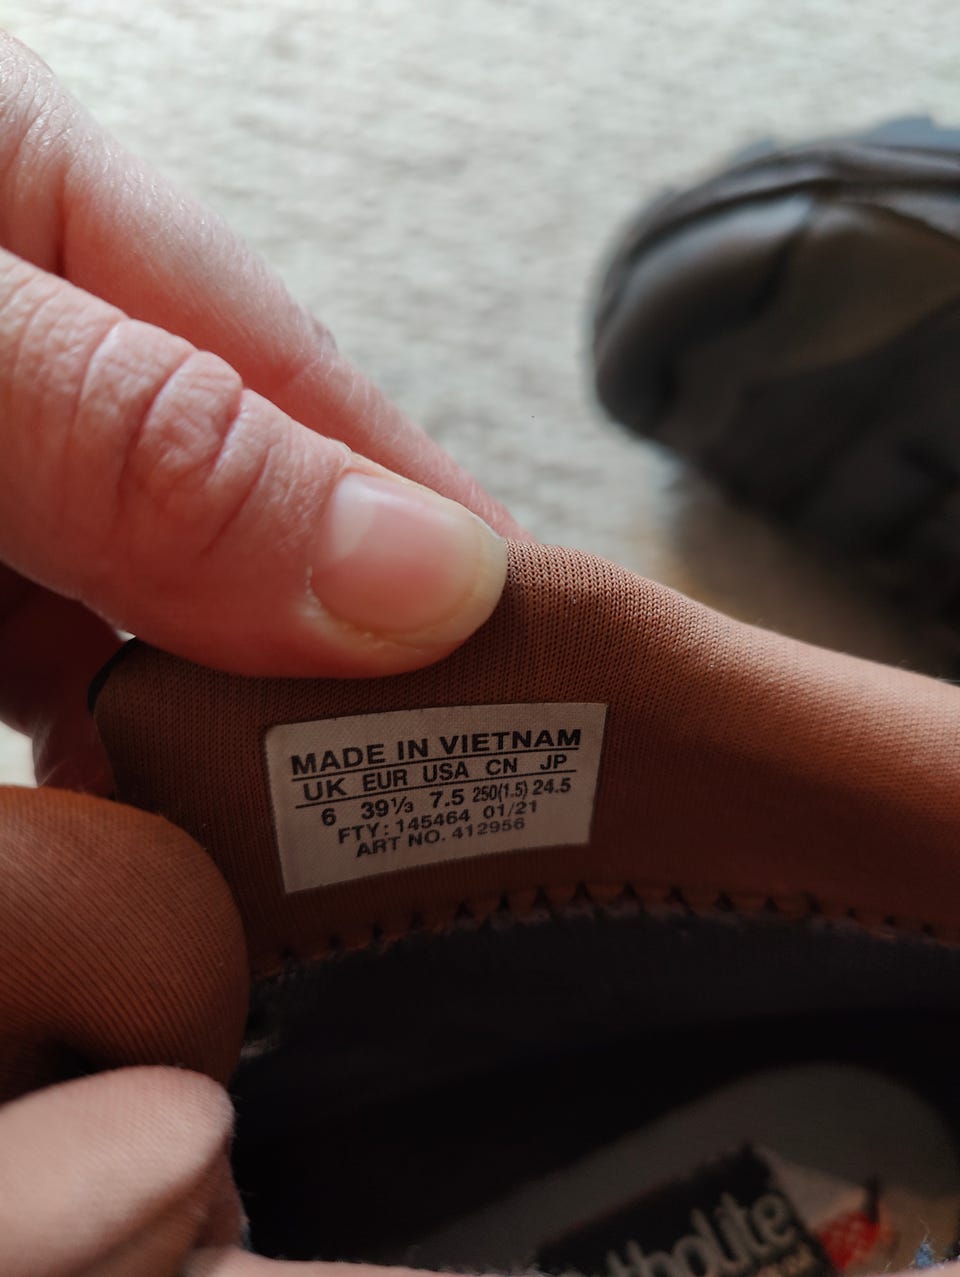 MADE IN VIETNAM
UK EUR USA CN JP
6 39⅓ 7.5 250(1.5) 24.5
FTY: 145464 01/21
ART NO. 412956